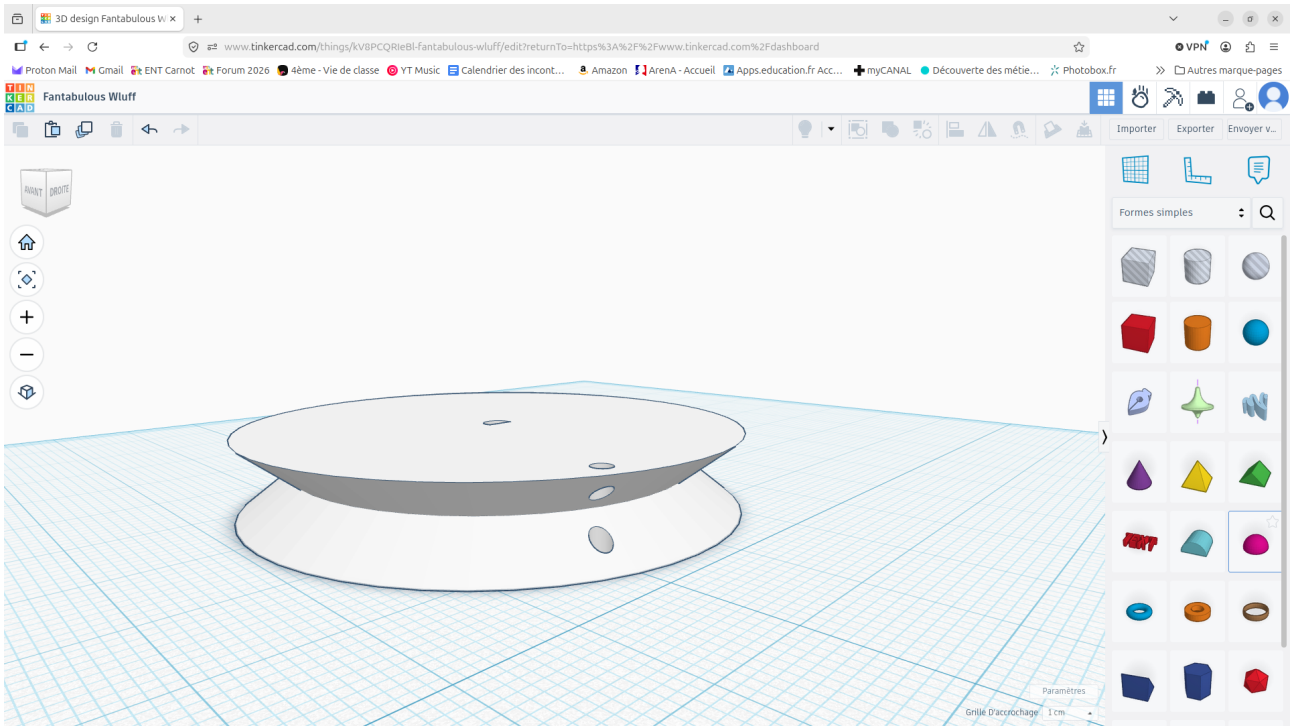 3D design Fantabulous W
www.tinkercad.com/things/kV8PCQRIeBl-fantabulous-wluff/edit?returnTo=https%3A%2F%2Fwww.tinkercad.com%2Fdashboard
VPN
Proton Mail Gmail ENT Carnot Forum 2026 4ème - Vie de classe YT Music Calendrier des incont… Amazon ArenA - Accueil Apps.education.fr Acc… myCANAL Découverte des métie… Photobox.fr Autres marque-pages
TIN
KER
CAD
Fantabulous Wluff
Importer Exporter Envoyer v...
AVANT DROITE
Formes simples
TEXT
Paramètres
Grille D'accrochage 1 cm